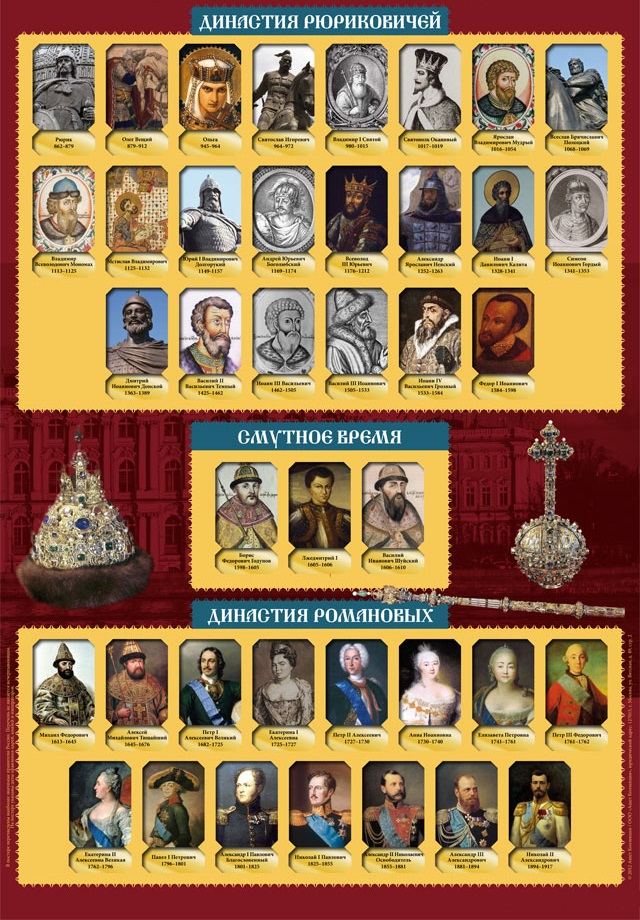 ДИНАСТИЯ РЮРИКОВИЧЕЙ
Рюрик
862–879
Олег Вещий
879–912
Ольга
945–964
Святослав Игоревич
964–972
Владимир I Святой
980–1015
Святополк Окаянный
1017–1019
Ярослав
Владимирович Мудрый
1016–1054
Всеслав Брячиславич
Полоцкий
1068–1069
Владимир
Всеволодович Мономах
1113–1125
Мстислав Владимирович
1125–1132
Юрий I Владимирович
Долгорукий
1149–1157
Андрей Юрьевич
Боголюбский
1169–1174
Всеволод
III Юрьевич
1176–1212
Александр
Ярославич Невский
1252–1263
Иоанн I
Данилович Калита
1328–1341
Симеон
Иоаннович Гордый
1341–1353
Дмитрий
Иоаннович Донской
1363–1389
Василий II
Васильевич Темный
1425–1462
Иоанн III Васильевич
1462–1505
Василий III Иоаннович
1505–1533
Иоанн IV
Васильевич Грозный
1533–1584
Федор I Иоаннович
1584–1598
СМУТНОЕ ВРЕМЯ
Борис
Федорович Годунов
1598–1605
Лжедмитрий I
1605–1606
Василий
Иванович Шуйский
1606–1610
ДИНАСТИЯ РОМАНОВЫХ
Михаил Федорович
1613–1645
Алексей
Михайлович Тишайший
1645–1676
Петр I
Алексеевич Великий
1682–1725
Екатерина I
Алексеевна
1725–1727
Петр II Алексеевич
1727–1730
Анна Иоанновна
1730–1740
Елизавета Петровна
1741–1761
Петр III Федорович
1761–1762
Екатерина II
Алексеевна Великая
1762–1796
Павел I Петрович
1796–1801
Александр I Павлович
Благословенный
1801–1825
Николай I Павлович
1825–1855
Александр II Николаевич
Освободитель
1855–1881
Александр III
Александрович
1881–1894
Николай II
Александрович
1894–1917